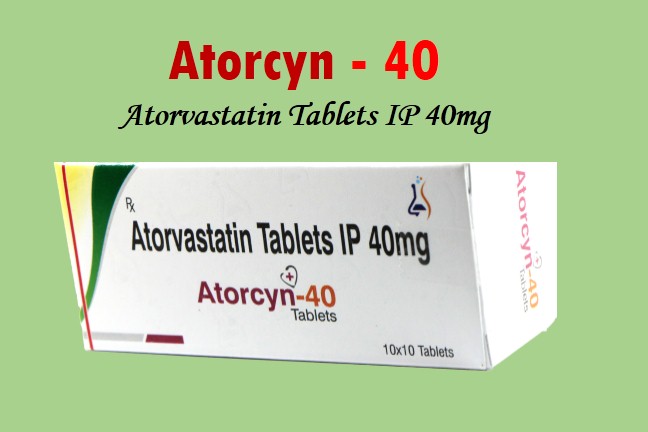 Atorcyn - 40
Atorvastatin Tablets IP 40mg
Rx
Atorvastatin Tablets IP 40mg
Atorcyn-40
Tablets
10x10 Tablets
Atorcyn-40
Tablets